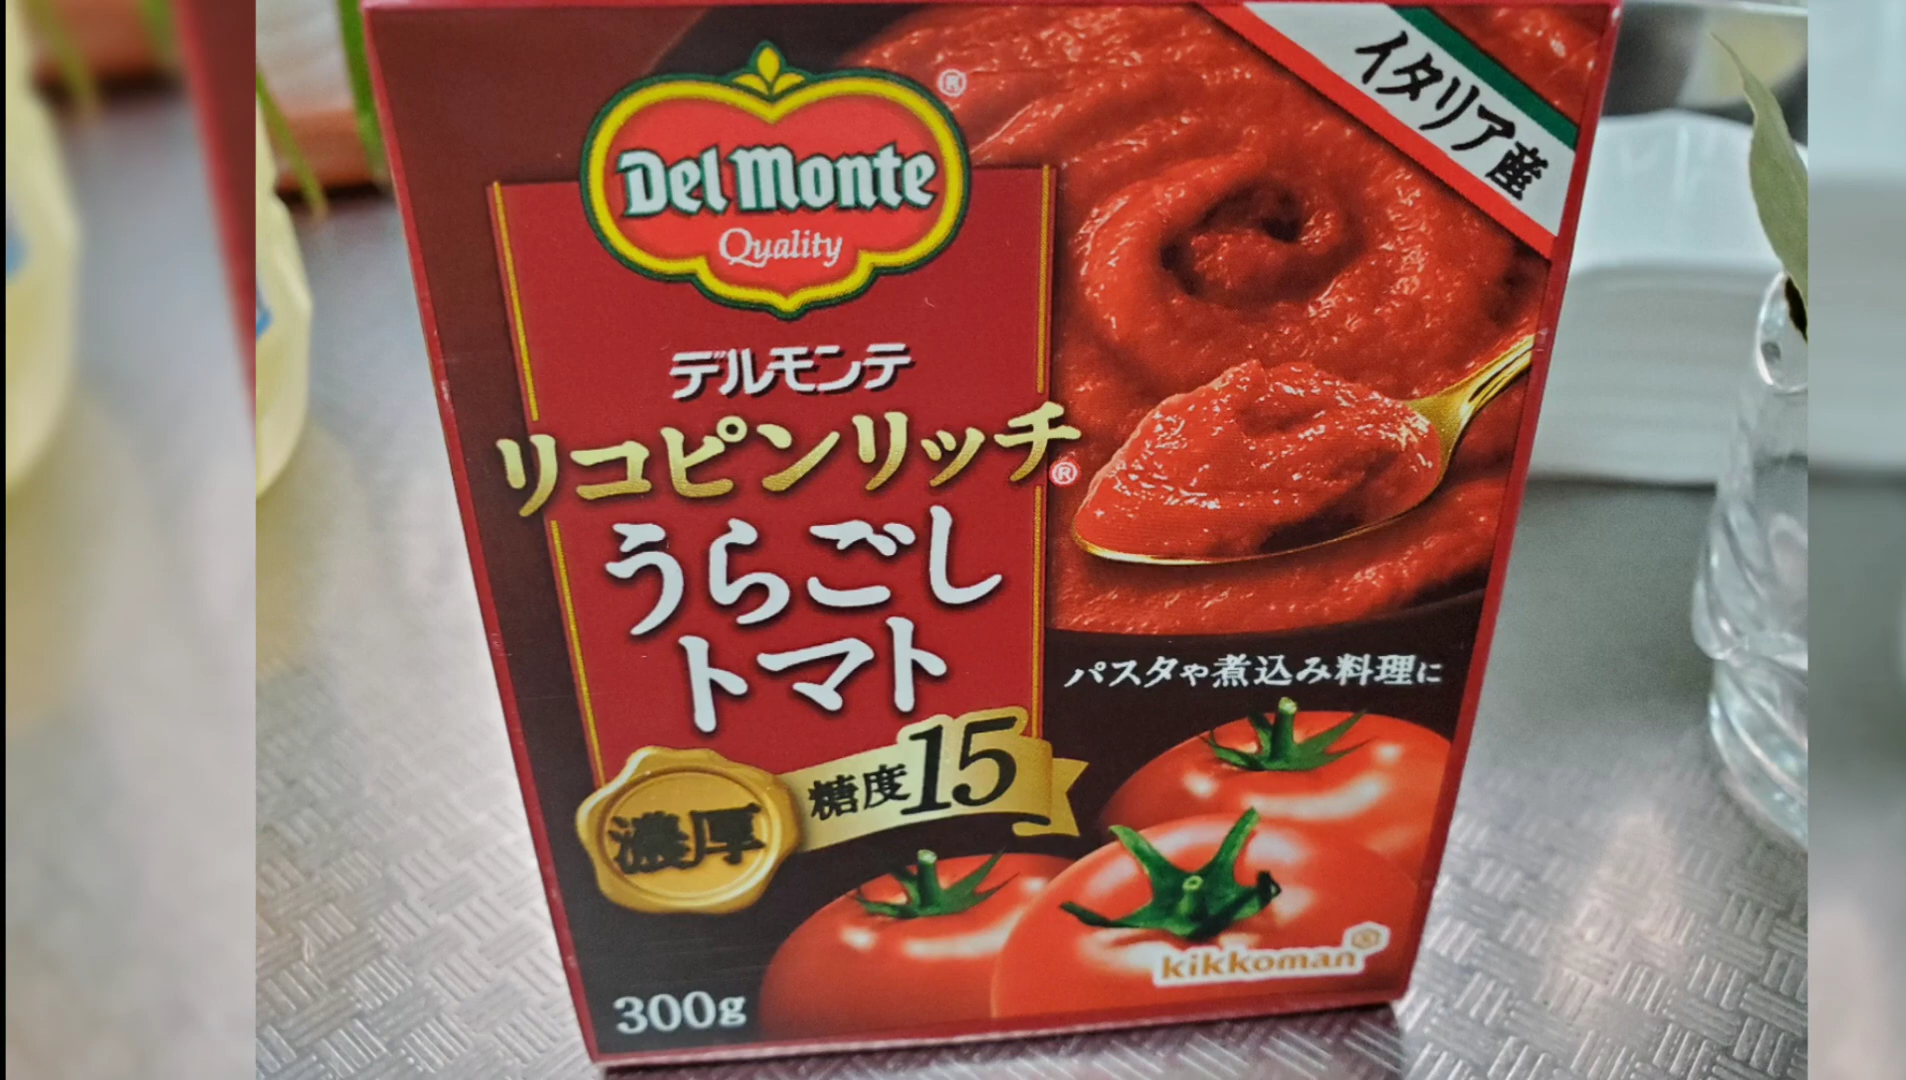 イタリア産
Del Monte
Quality
デルモンテ
リコピンリッチ®
うらごし
トマト
パスタや煮込み料理に
濃厚
糖度15
kikkoman
300g